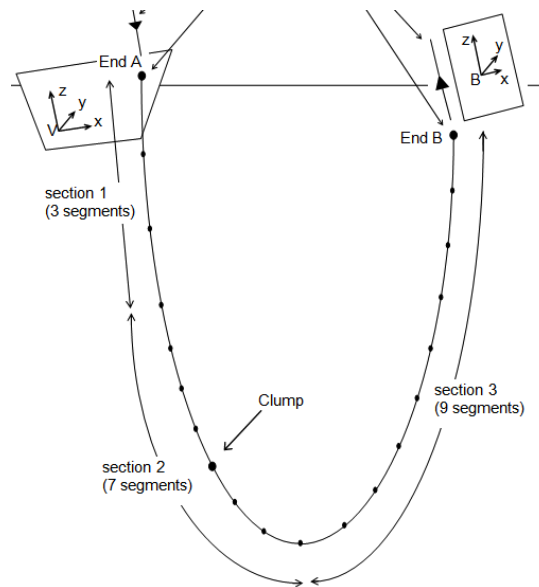 End A
z
y
x
V
z
y
x
B
End B
section 1
(3 segments)
Clump
section 3
(9 segments)
section 2
(7 segments)